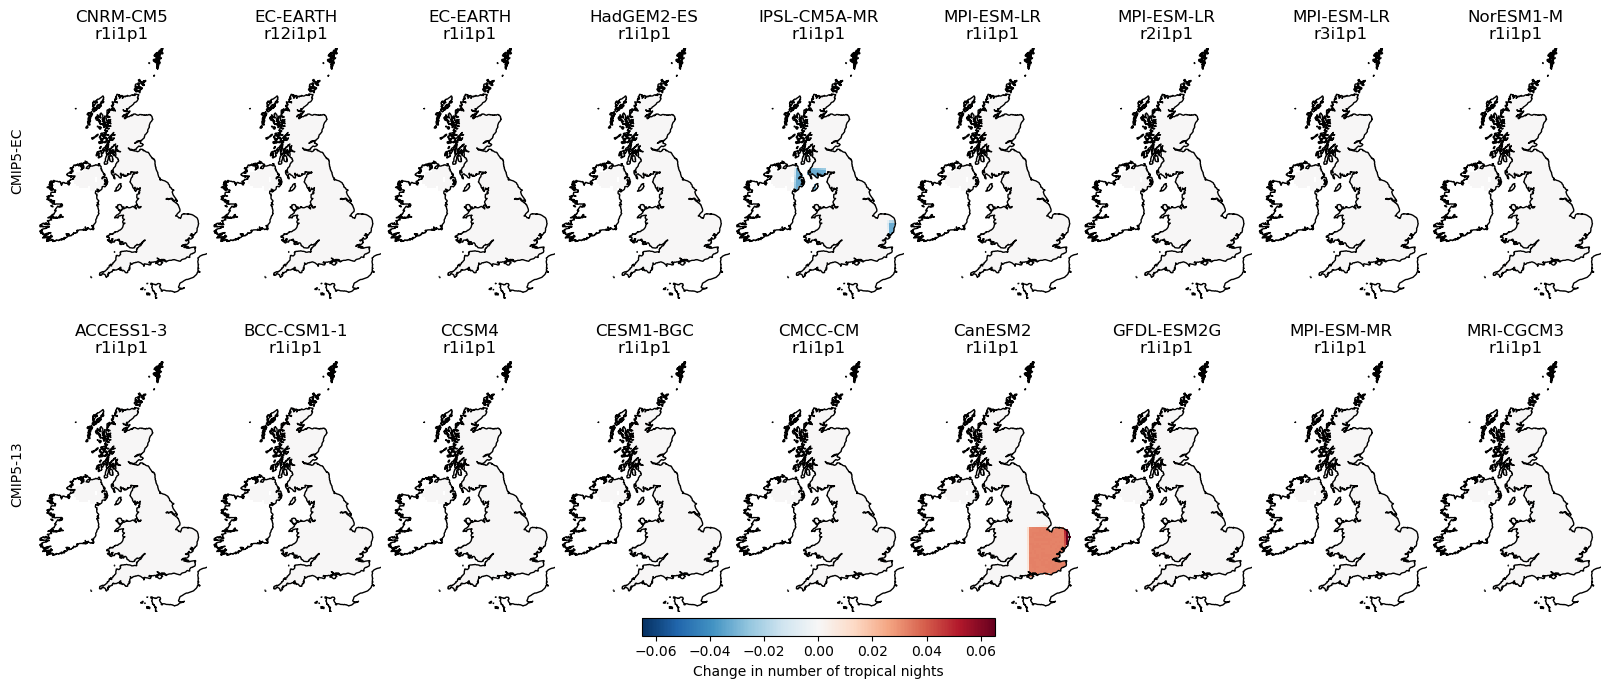 CNRM-CM5
r1i1p1
EC-EARTH
r12i1p1
EC-EARTH
r1i1p1
HadGEM2-ES
r1i1p1
IPSL-CM5A-MR
r1i1p1
MPI-ESM-LR
r1i1p1
MPI-ESM-LR
r2i1p1
MPI-ESM-LR
r3i1p1
NorESM1-M
r1i1p1
CMIP5-EC
ACCESS1-3
r1i1p1
BCC-CSM1-1
r1i1p1
CCSM4
r1i1p1
CESM1-BGC
r1i1p1
CMCC-CM
r1i1p1
CanESM2
r1i1p1
GFDL-ESM2G
r1i1p1
MPI-ESM-MR
r1i1p1
MRI-CGCM3
r1i1p1
CMIP5-13
−0.06 −0.04 −0.02 0.00 0.02 0.04 0.06
Change in number of tropical nights